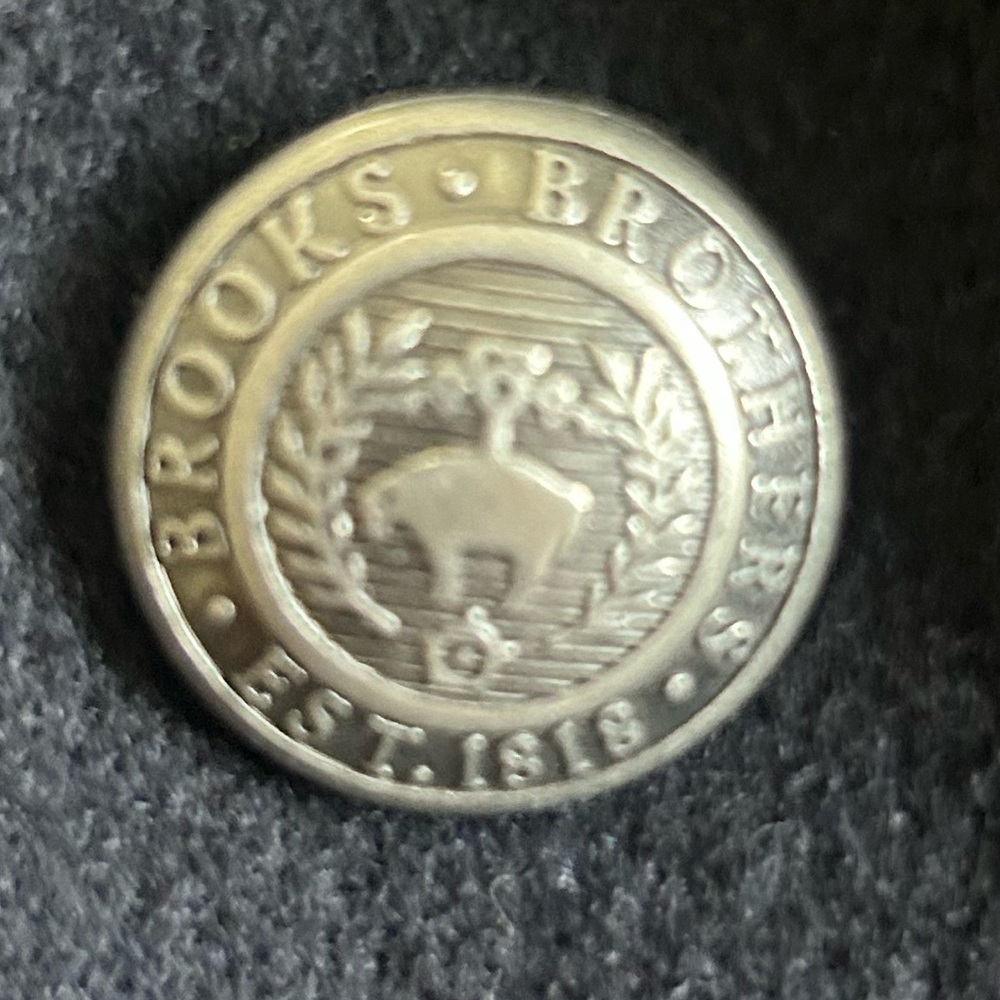 BROOKS • BROTHERS •
EST. 1818 •